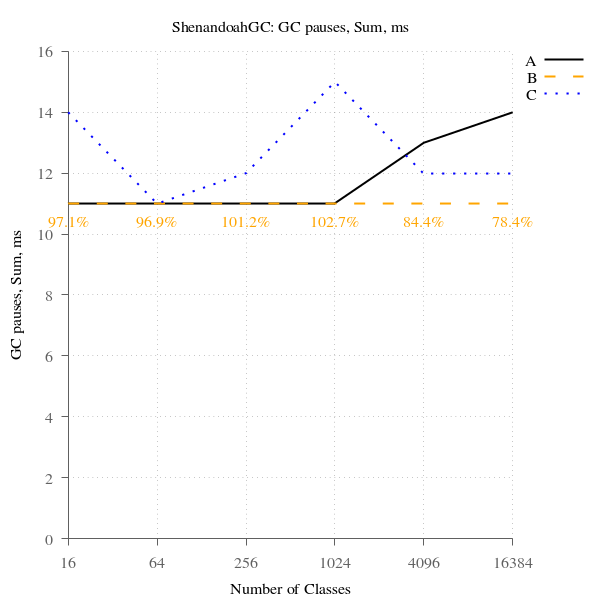 ShenandoahGC: GC pauses, Sum, ms
A
B
C
16
14
12
10
8
6
4
2
0
GC pauses, Sum, ms
97.1% 96.9% 101.2% 102.7% 84.4% 78.4%
16 64 256 1024 4096 16384
Number of Classes